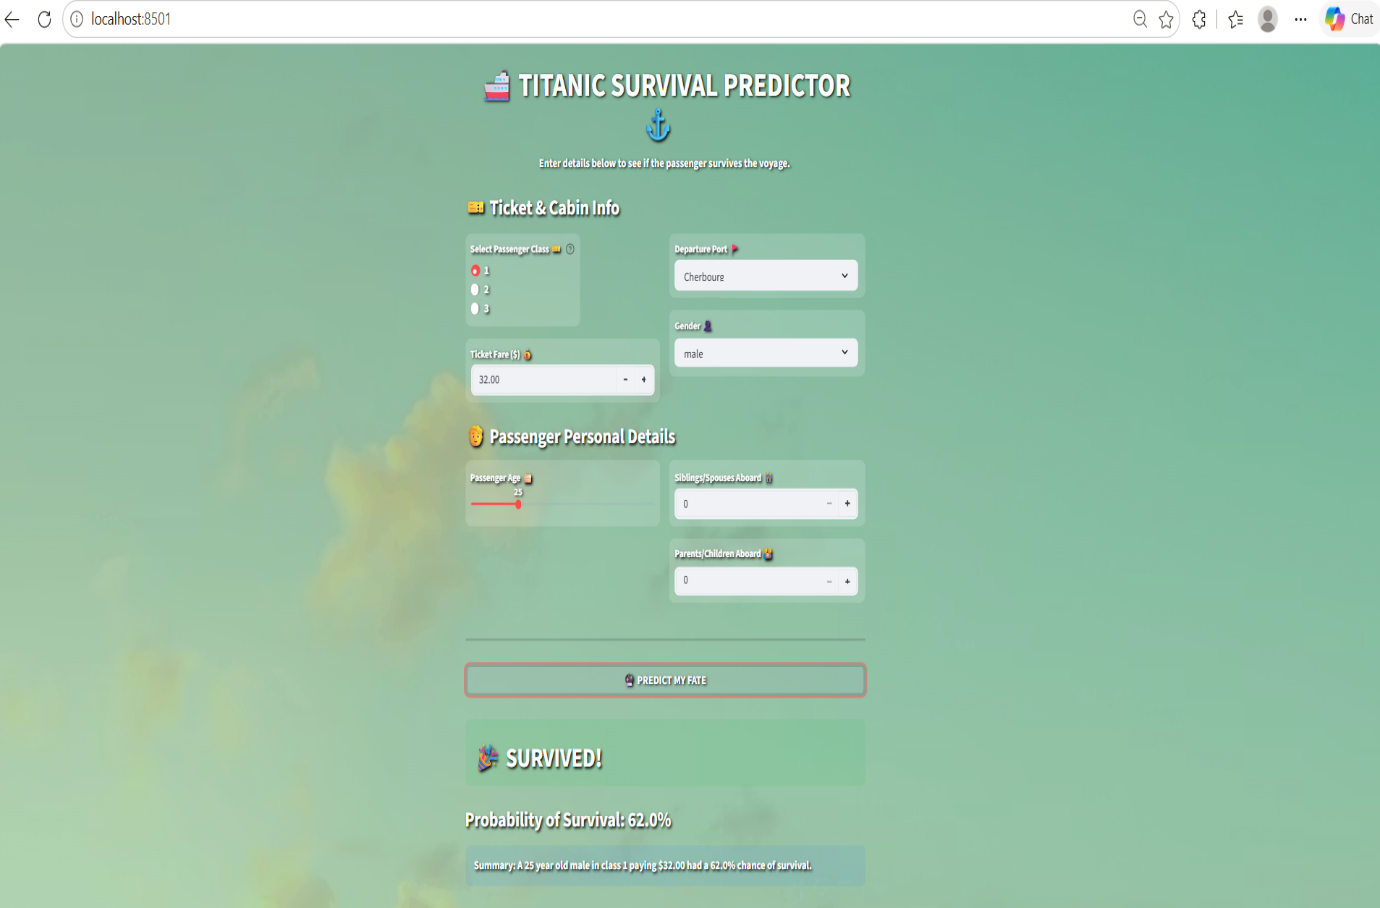 localhost:8501
Chat
TITANIC SURVIVAL PREDICTOR
Enter details below to see if the passenger survives the voyage.
Ticket & Cabin Info
Select Passenger Class
1
2
3
Departure Port
Cherbourg
Gender
male
Ticket Fare ($)
32.00
- +
Passenger Personal Details
Passenger Age
25
Siblings/Spouses Aboard
0
- +
Parents/Children Aboard
0
- +
PREDICT MY FATE
SURVIVED!
Probability of Survival: 62.0%
Summary: A 25 year old male in class 1 paying $32.00 had a 62.0% chance of survival.